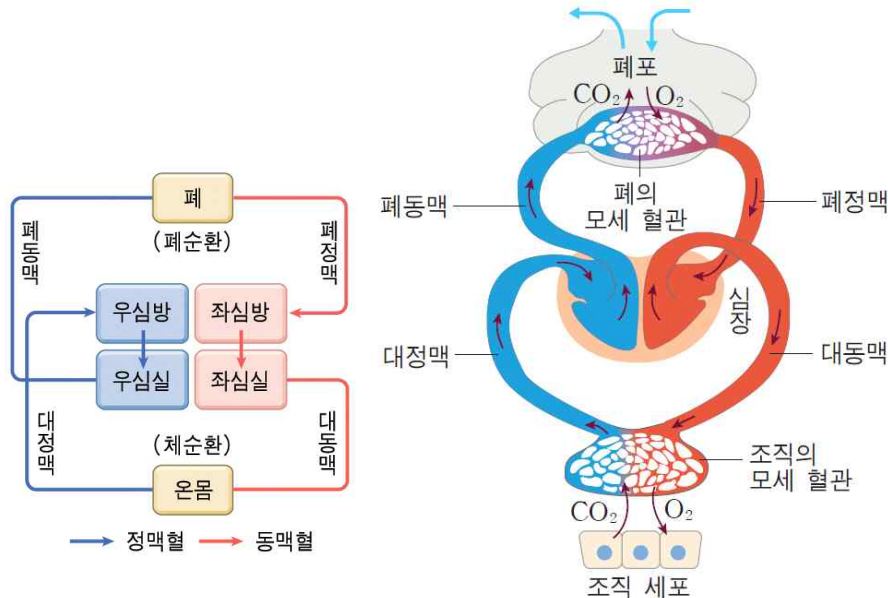 폐
(폐순환)
폐동맥
폐정맥
우심방
좌심방
우심실
좌심실
대정맥
대동맥
(체순환)
온몸
정맥혈
동맥혈
폐포
CO₂
O₂
폐동맥
폐의
모세 혈관
폐정맥
심장
대정맥
대동맥
조직의
모세 혈관
CO₂
O₂
조직 세포